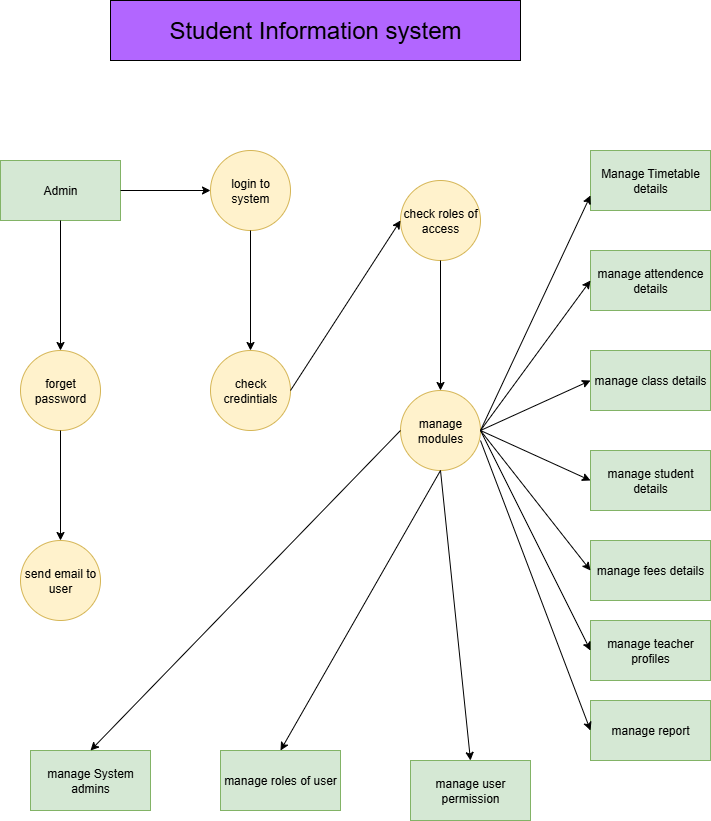 Student Information system
Admin
login to
system
check roles of
access
Manage Timetable
details
manage attendence
details
forget
password
check
credintials
manage
modules
manage class details
manage student
details
send email to
user
manage fees details
manage teacher
profiles
manage report
manage System
admins
manage roles of user
manage user
permission